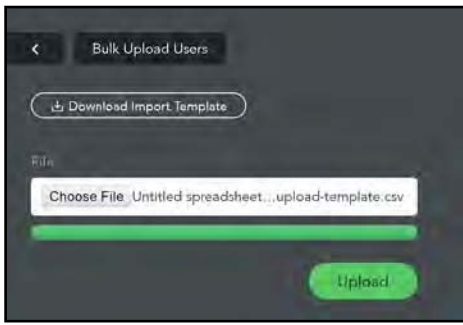 Bulk Upload Users
Download Import Template
File
Choose File Untitled spreadsheet...upload-template.csv
Upload